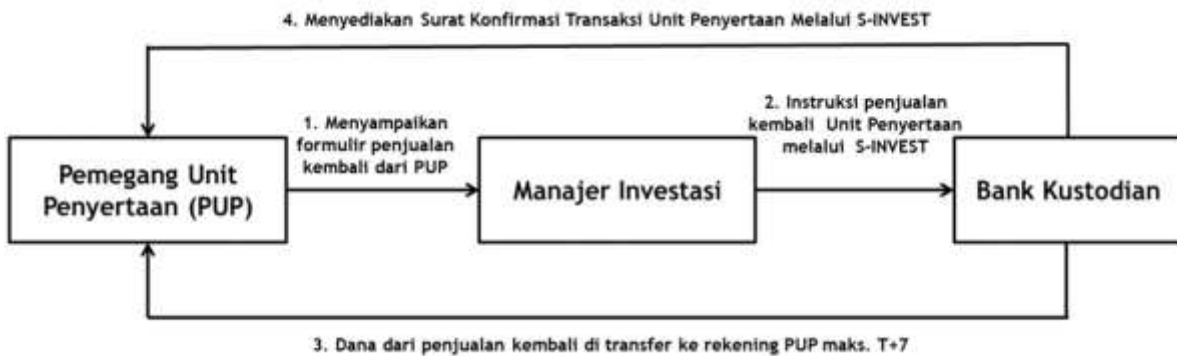 4. Menyediakan Surat Konfirmasi Transaksi Unit Penyertaan Melalui S-INVEST
1. Menyampaikan
formulir penjualan
kembali dari PUP
2. Instruksi penjualan
kembali Unit Penyertaan
melalui S-INVEST
Pemegang Unit
Penyertaan (PUP)
Manajer Investasi
Bank Kustodian
3. Dana dari penjualan kembali di transfer ke rekening PUP maks. T+7